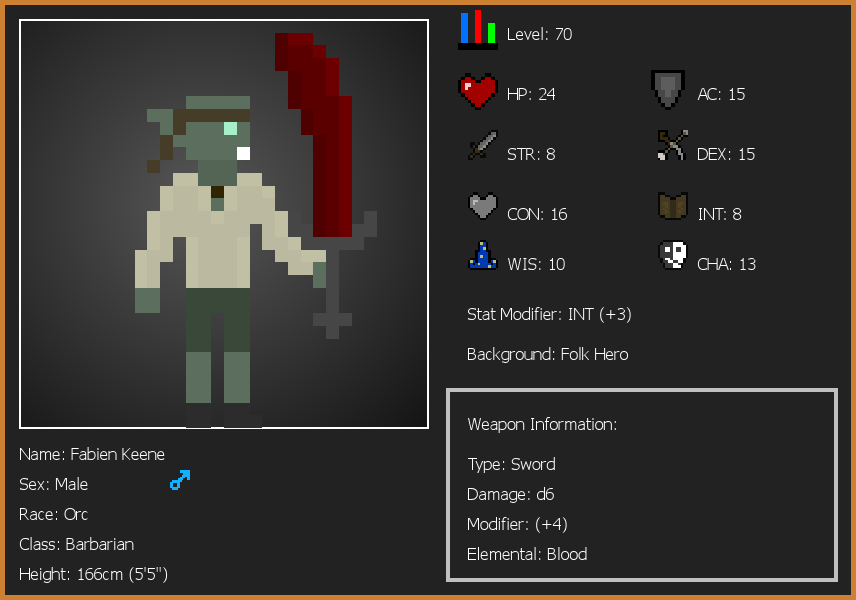 Level: 70
HP: 24
AC: 15
STR: 8
DEX: 15
CON: 16
INT: 8
WIS: 10
CHA: 13
Stat Modifier: INT (+3)
Background: Folk Hero
Weapon Information:
Type: Sword
Damage: d6
Modifier: (+4)
Elemental: Blood
Name: Fabien Keene
Sex: Male
Race: Orc
Class: Barbarian
Height: 166cm (5'5")